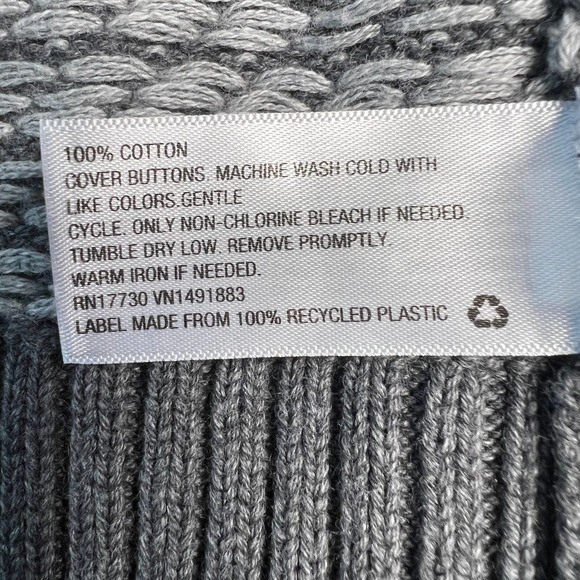 100% COTTON
COVER BUTTONS. MACHINE WASH COLD WITH
LIKE COLORS.GENTLE
CYCLE. ONLY NON-CHLORINE BLEACH IF NEEDED.
TUMBLE DRY LOW. REMOVE PROMPTLY.
WARM IRON IF NEEDED.
RN17730 VN1491883
LABEL MADE FROM 100% RECYCLED PLASTIC